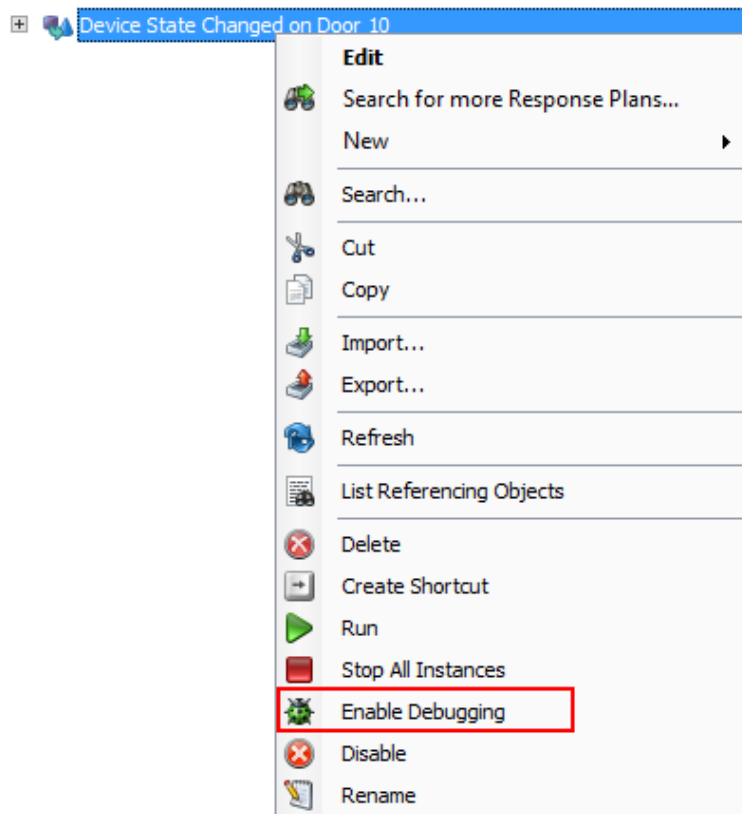 Device State Changed on Door 10
Edit
Search for more Response Plans...
New
Search...
Cut
Copy
Import...
Export...
Refresh
List Referencing Objects
Delete
Create Shortcut
Run
Stop All Instances
Enable Debugging
Disable
Rename